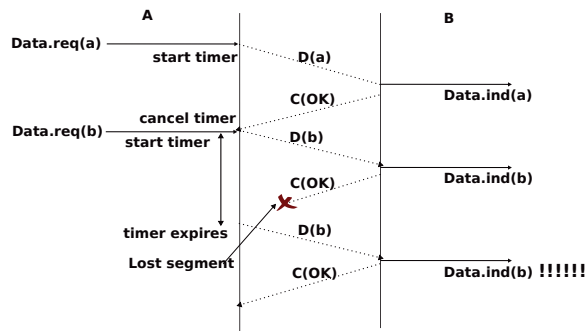 A
B
Data.req(a)
start timer
D(a)
Data.ind(a)
C(OK)
cancel timer
Data.req(b)
start timer
D(b)
Data.ind(b)
C(OK)
timer expires
D(b)
Lost segment
C(OK)
Data.ind(b) !!!!!!